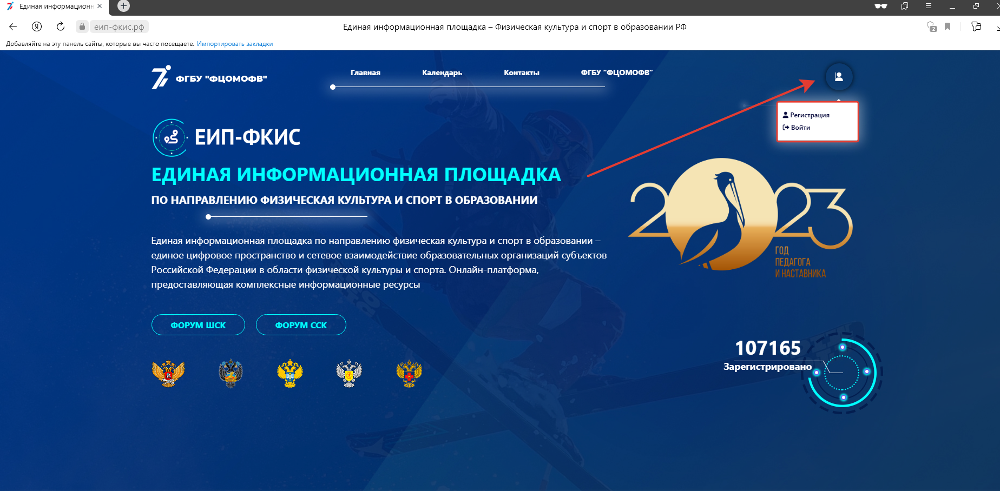 Единая информационн
еип-фкис.рф
Единая информационная площадка – Физическая культура и спорт в образовании РФ
2
Добавляйте на эту панель сайты, которые вы часто посещаете. Импортировать закладки
ФГБУ "ФЦОМОФВ"
Главная
Календарь
Контакты
ФГБУ “ФЦОМОФВ”
Регистрация
Войти
ЕИП-ФКИС
ЕДИНАЯ ИНФОРМАЦИОННАЯ ПЛОЩАДКА
ПО НАПРАВЛЕНИЮ ФИЗИЧЕСКАЯ КУЛЬТУРА И СПОРТ В ОБРАЗОВАНИИ
Единая информационная площадка по направлению физическая культура и спорт в образовании –
единое цифровое пространство и сетевое взаимодействие образовательных организаций субъектов
Российской Федерации в области физической культуры и спорта. Онлайн-платформа,
предоставляющая комплексные информационные ресурсы
2023
ГОД
ПЕДАГОГА
И НАСТАВНИКА
ФОРУМ ШСК
ФОРУМ ССК
107165
Зарегистрировано